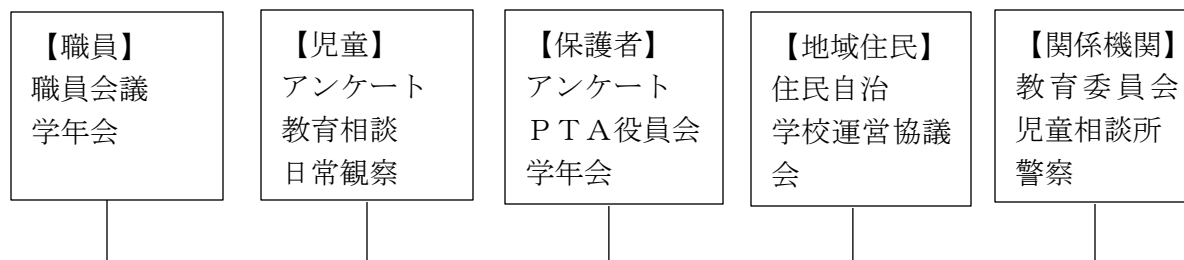 【職員】
職員会議
学年会
【児童】
アンケート
教育相談
日常観察
【保護者】
アンケート
ＰＴＡ役員会
学年会
【地域住民】
住民自治
学校運営協議
会
【関係機関】
教育委員会
児童相談所
警察